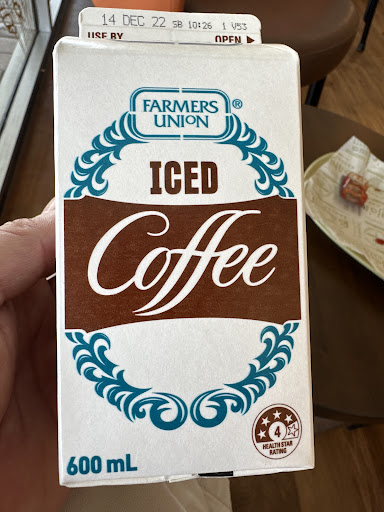 14 DEC 22 SB 10:26 1 V53
USE BY OPEN ▶
FARMERS
UNION ®
ICED
Coffee
4
HEALTH STAR
RATING
600 mL